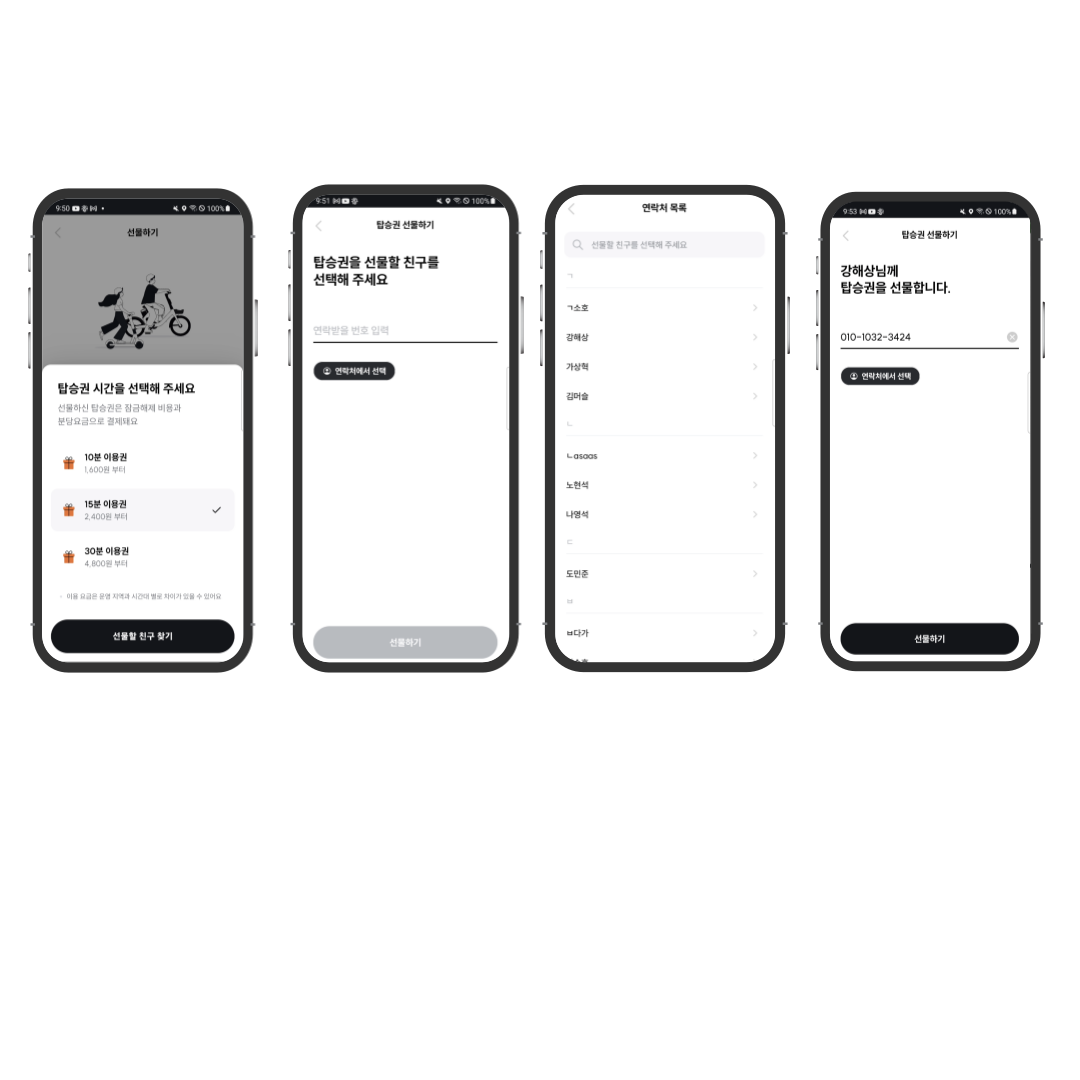 9:50
100%
선물하기
탑승권 시간을 선택해 주세요
선물하신 탑승권은 잠금해제 비용과
분당요금으로 결제돼요
10분 이용권
1,600원 부터
15분 이용권
2,400원 부터
30분 이용권
4,800원 부터
이용 요금은 운영 지역과 시간대 별로 차이가 있을 수 있어요
선물할 친구 찾기
9:51
100%
탑승권 선물하기
탑승권을 선물할 친구를
선택해 주세요
연락받을 번호 입력
연락처에서 선택
선물하기
연락처 목록
선물할 친구를 선택해 주세요
ㄱ
ㄱ소호
강해상
가상혁
김머슬
ㄴ
ㄴasaas
노현석
나명석
ㄷ
도민준
ㅂ
ㅂ다가
9:53
100%
탑승권 선물하기
강해상님께
탑승권을 선물합니다.
010-1032-3424
연락처에서 선택
선물하기